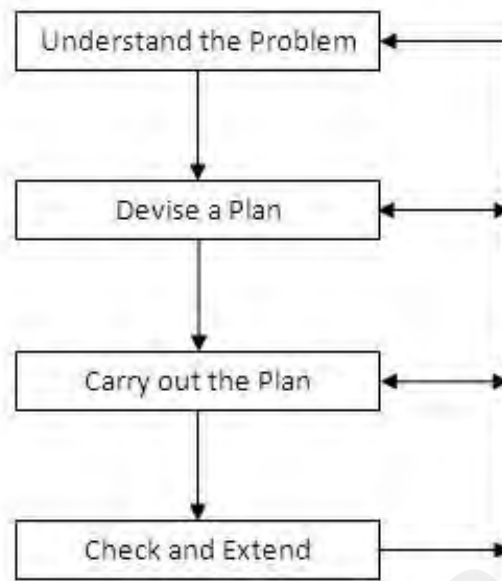 Understand the Problem
Devise a Plan
Carry out the Plan
Check and Extend